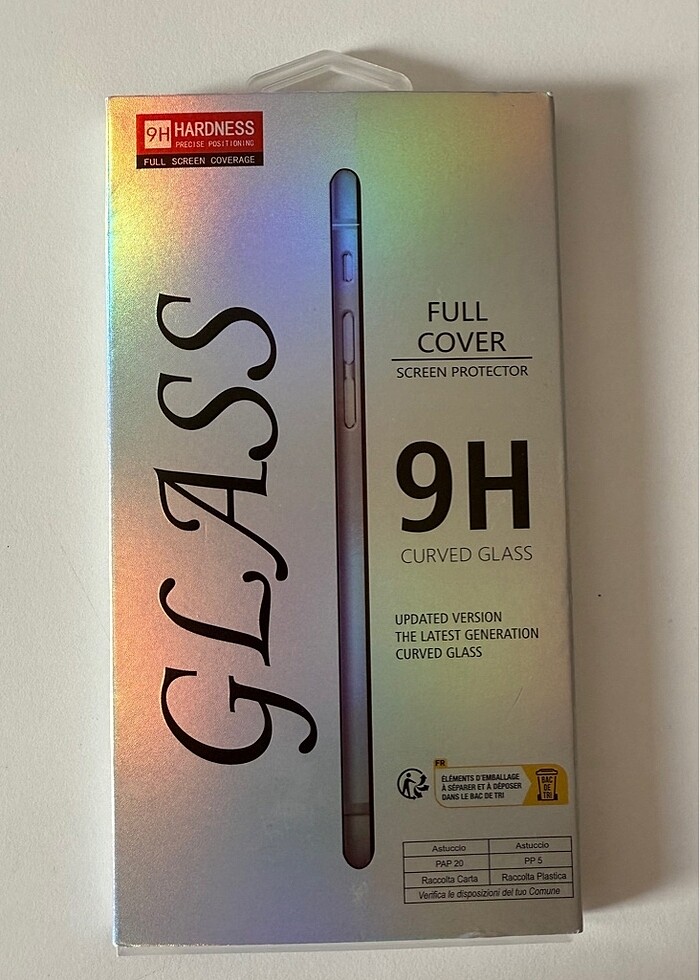 9H HARDNESS
PRECISE POSITIONING
FULL SCREEN COVERAGE
GLASS
FULL
COVER
SCREEN PROTECTOR
9H
CURVED GLASS
UPDATED VERSION
THE LATEST GENERATION
CURVED GLASS
FR
ÉLÉMENTS D'EMBALLAGE
À SÉPARER ET À DÉPOSER
DANS LE BAC DE TRI
BAC
DE
TRI
Astuccio Astuccio
PAP 20 PP 5
Raccolta Carta Raccolta Plastica
Verifica le disposizioni del tuo Comune